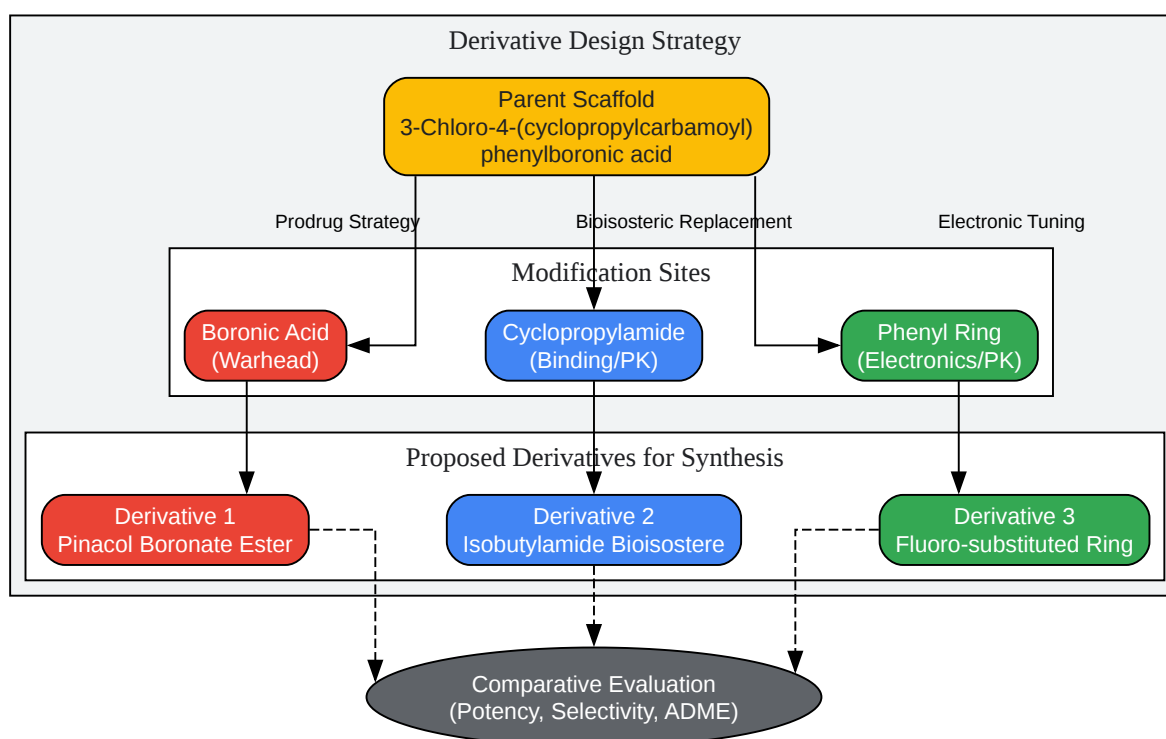 Derivative Design Strategy
Parent Scaffold
3-Chloro-4-(cyclopropylcarbamoyl)
phenylboronic acid
Prodrug Strategy
Bioisosteric Replacement
Electronic Tuning
Modification Sites
Boronic Acid
(Warhead)
Cyclopropylamide
(Binding/PK)
Phenyl Ring
(Electronics/PK)
Proposed Derivatives for Synthesis
Derivative 1
Pinacol Boronate Ester
Derivative 2
Isobutylamide Bioisostere
Derivative 3
Fluoro-substituted Ring
Comparative Evaluation
(Potency, Selectivity, ADME)